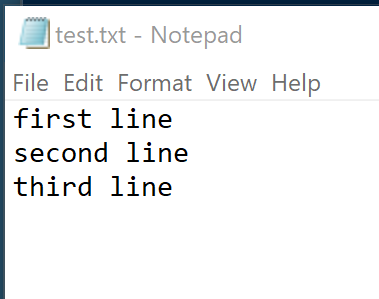 test.txt - Notepad
File Edit Format View Help
first line
second line
third line